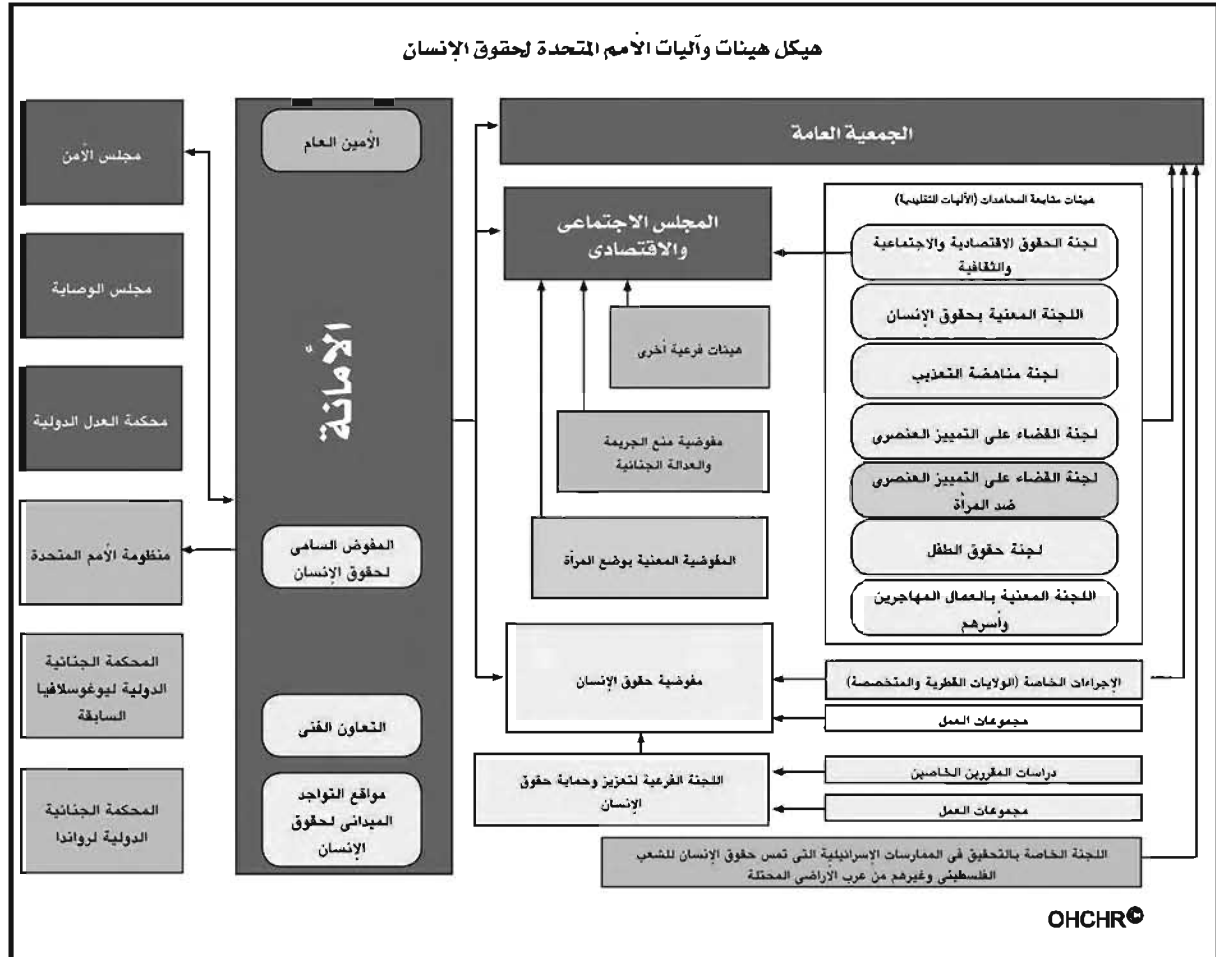 هيكل هيئات وآليات الأمم المتحدة لحقوق الإنسان
الجمعية العامة
هيئات متابعة المعاهدات (الآليات التقليدية)
لجنة الحقوق الاقتصادية والاجتماعية
والثقافية
اللجنة المعنية بحقوق الإنسان
لجنة مناهضة التعذيب
لجنة القضاء على التمييز العنصرى
لجنة القضاء على التمييز العنصرى
ضد المرأة
لجنة حقوق الطفل
اللجنة المعنية بالعمال المهاجرين
وأسرهم
الإجراءات الخاصة (الولايات القطرية والمتخصصة)
مجموعات العمل
دراسات المقررين الخاصين
مجموعات العمل
المجلس الاجتماعى
والاقتصادى
هيئات فرعية أخرى
مفوضية منع الجريمة
والعدالة الجنائية
المفوضية المعنية بوضع المرأة
مفوضية حقوق الإنسان
اللجنة الفرعية لتعزيز وحماية حقوق
الإنسان
اللجنة الخاصة بالتحقيق فى الممارسات الإسرائيلية التى تمس حقوق الإنسان للشعب
الفلسطينى وغيرهم من عرب الأراضى المحتلة
الأمين العام
الأمانة
المفوض السامى
لحقوق الإنسان
التعاون الفنى
مواقع التواجد
الميدانى لحقوق
الإنسان
مجلس الأمن
مجلس الوصاية
محكمة العدل الدولية
منظومة الأمم المتحدة
المحكمة الجنائية
الدولية ليوغوسلافيا
السابقة
المحكمة الجنائية
الدولية لرواندا
OHCHR©